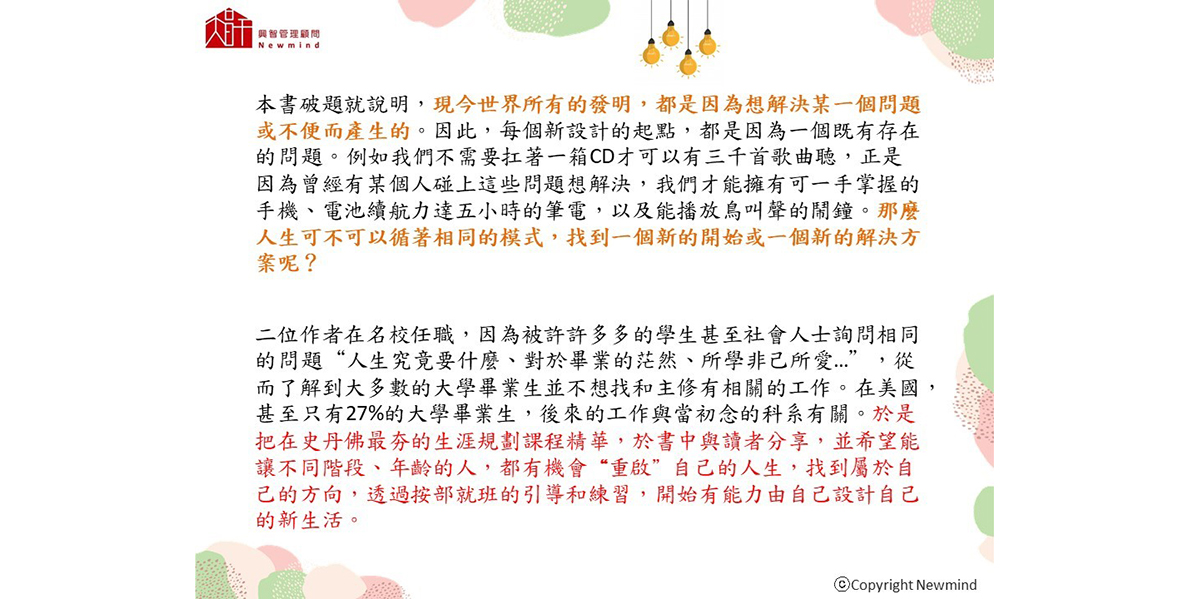 興智管理顧問
Newmind
本書破題就說明，現今世界所有的發明，都是因為想解決某一個問題
或不便而產生的。因此，每個新設計的起點，都是因為一個既有存在
的問題。例如我們不需要扛著一箱CD才可以有三千首歌曲聽，正是
因為曾經有某個人碰上這些問題想解決，我們才能擁有可一手掌握的
手機、電池續航力達五小時的筆電，以及能播放鳥叫聲的鬧鐘。那麼
人生可不可以循著相同的模式，找到一個新的開始或一個新的解決方
案呢？
二位作者在名校任職，因為被許許多多的學生甚至社會人士詢問相同
的問題“人生究竟要什麼、對於畢業的茫然、所學非己所愛…”，從
而了解到大多數的大學畢業生並不想找和主修有相關的工作。在美國，
甚至只有27%的大學畢業生，後來的工作與當初念的科系有關。於是
把在史丹佛最夯的生涯規劃課程精華，於書中與讀者分享，並希望能
讓不同階段、年齡的人，都有機會“重啟”自己的人生，找到屬於自
己的方向，透過按部就班的引導和練習，開始有能力由自己設計自己
的新生活。
©Copyright Newmind